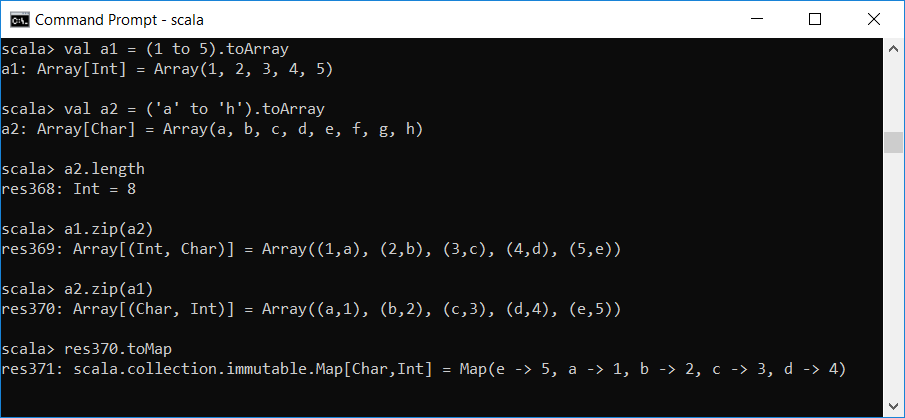 Command Prompt - scala
scala> val a1 = (1 to 5).toArray
a1: Array[Int] = Array(1, 2, 3, 4, 5)
scala> val a2 = ('a' to 'h').toArray
a2: Array[Char] = Array(a, b, c, d, e, f, g, h)
scala> a2.length
res368: Int = 8
scala> a1.zip(a2)
res369: Array[(Int, Char)] = Array((1,a), (2,b), (3,c), (4,d), (5,e))
scala> a2.zip(a1)
res370: Array[(Char, Int)] = Array((a,1), (b,2), (c,3), (d,4), (e,5))
scala> res370.toMap
res371: scala.collection.immutable.Map[Char,Int] = Map(e -> 5, a -> 1, b -> 2, c -> 3, d -> 4)